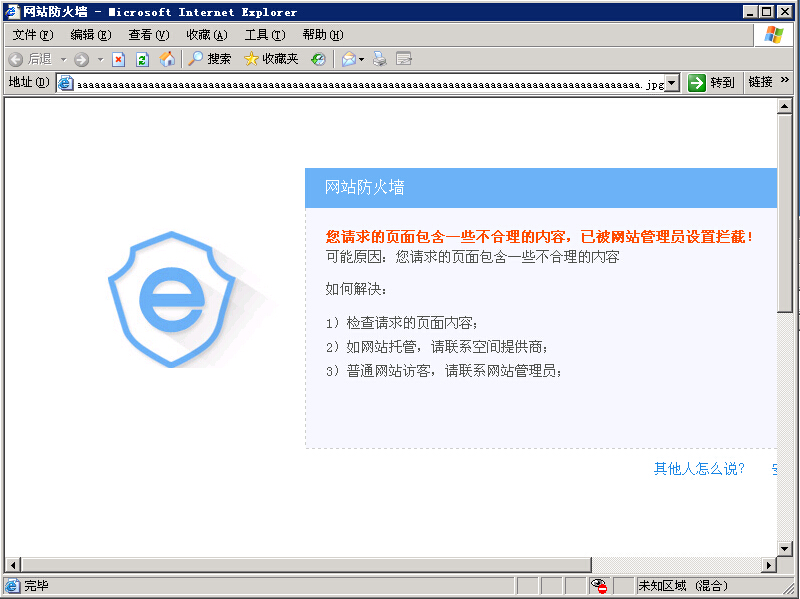 网站防火墙 - Microsoft Internet Explorer
文件(F) 编辑(E) 查看(V) 收藏(A) 工具(T) 帮助(H)
后退 搜索 收藏夹
地址(D) aaaaaaaaaaaaaaaaaaaaaaaaaaaaaaaaaaaaaaaaaaaaaaaaaaaaaaaaaaaaaaaaaaaaaaaaaaaaaaaaaaaaaaaaaaaaaa.jpg 转到 链接 »
网站防火墙
您请求的页面包含一些不合理的内容，已被网站管理员设置拦截！
可能原因：您请求的页面包含一些不合理的内容
如何解决：
1）检查请求的页面内容；
2）如网站托管，请联系空间提供商；
3）普通网站访客，请联系网站管理员；
其他人怎么说？
完毕 未知区域 (混合)